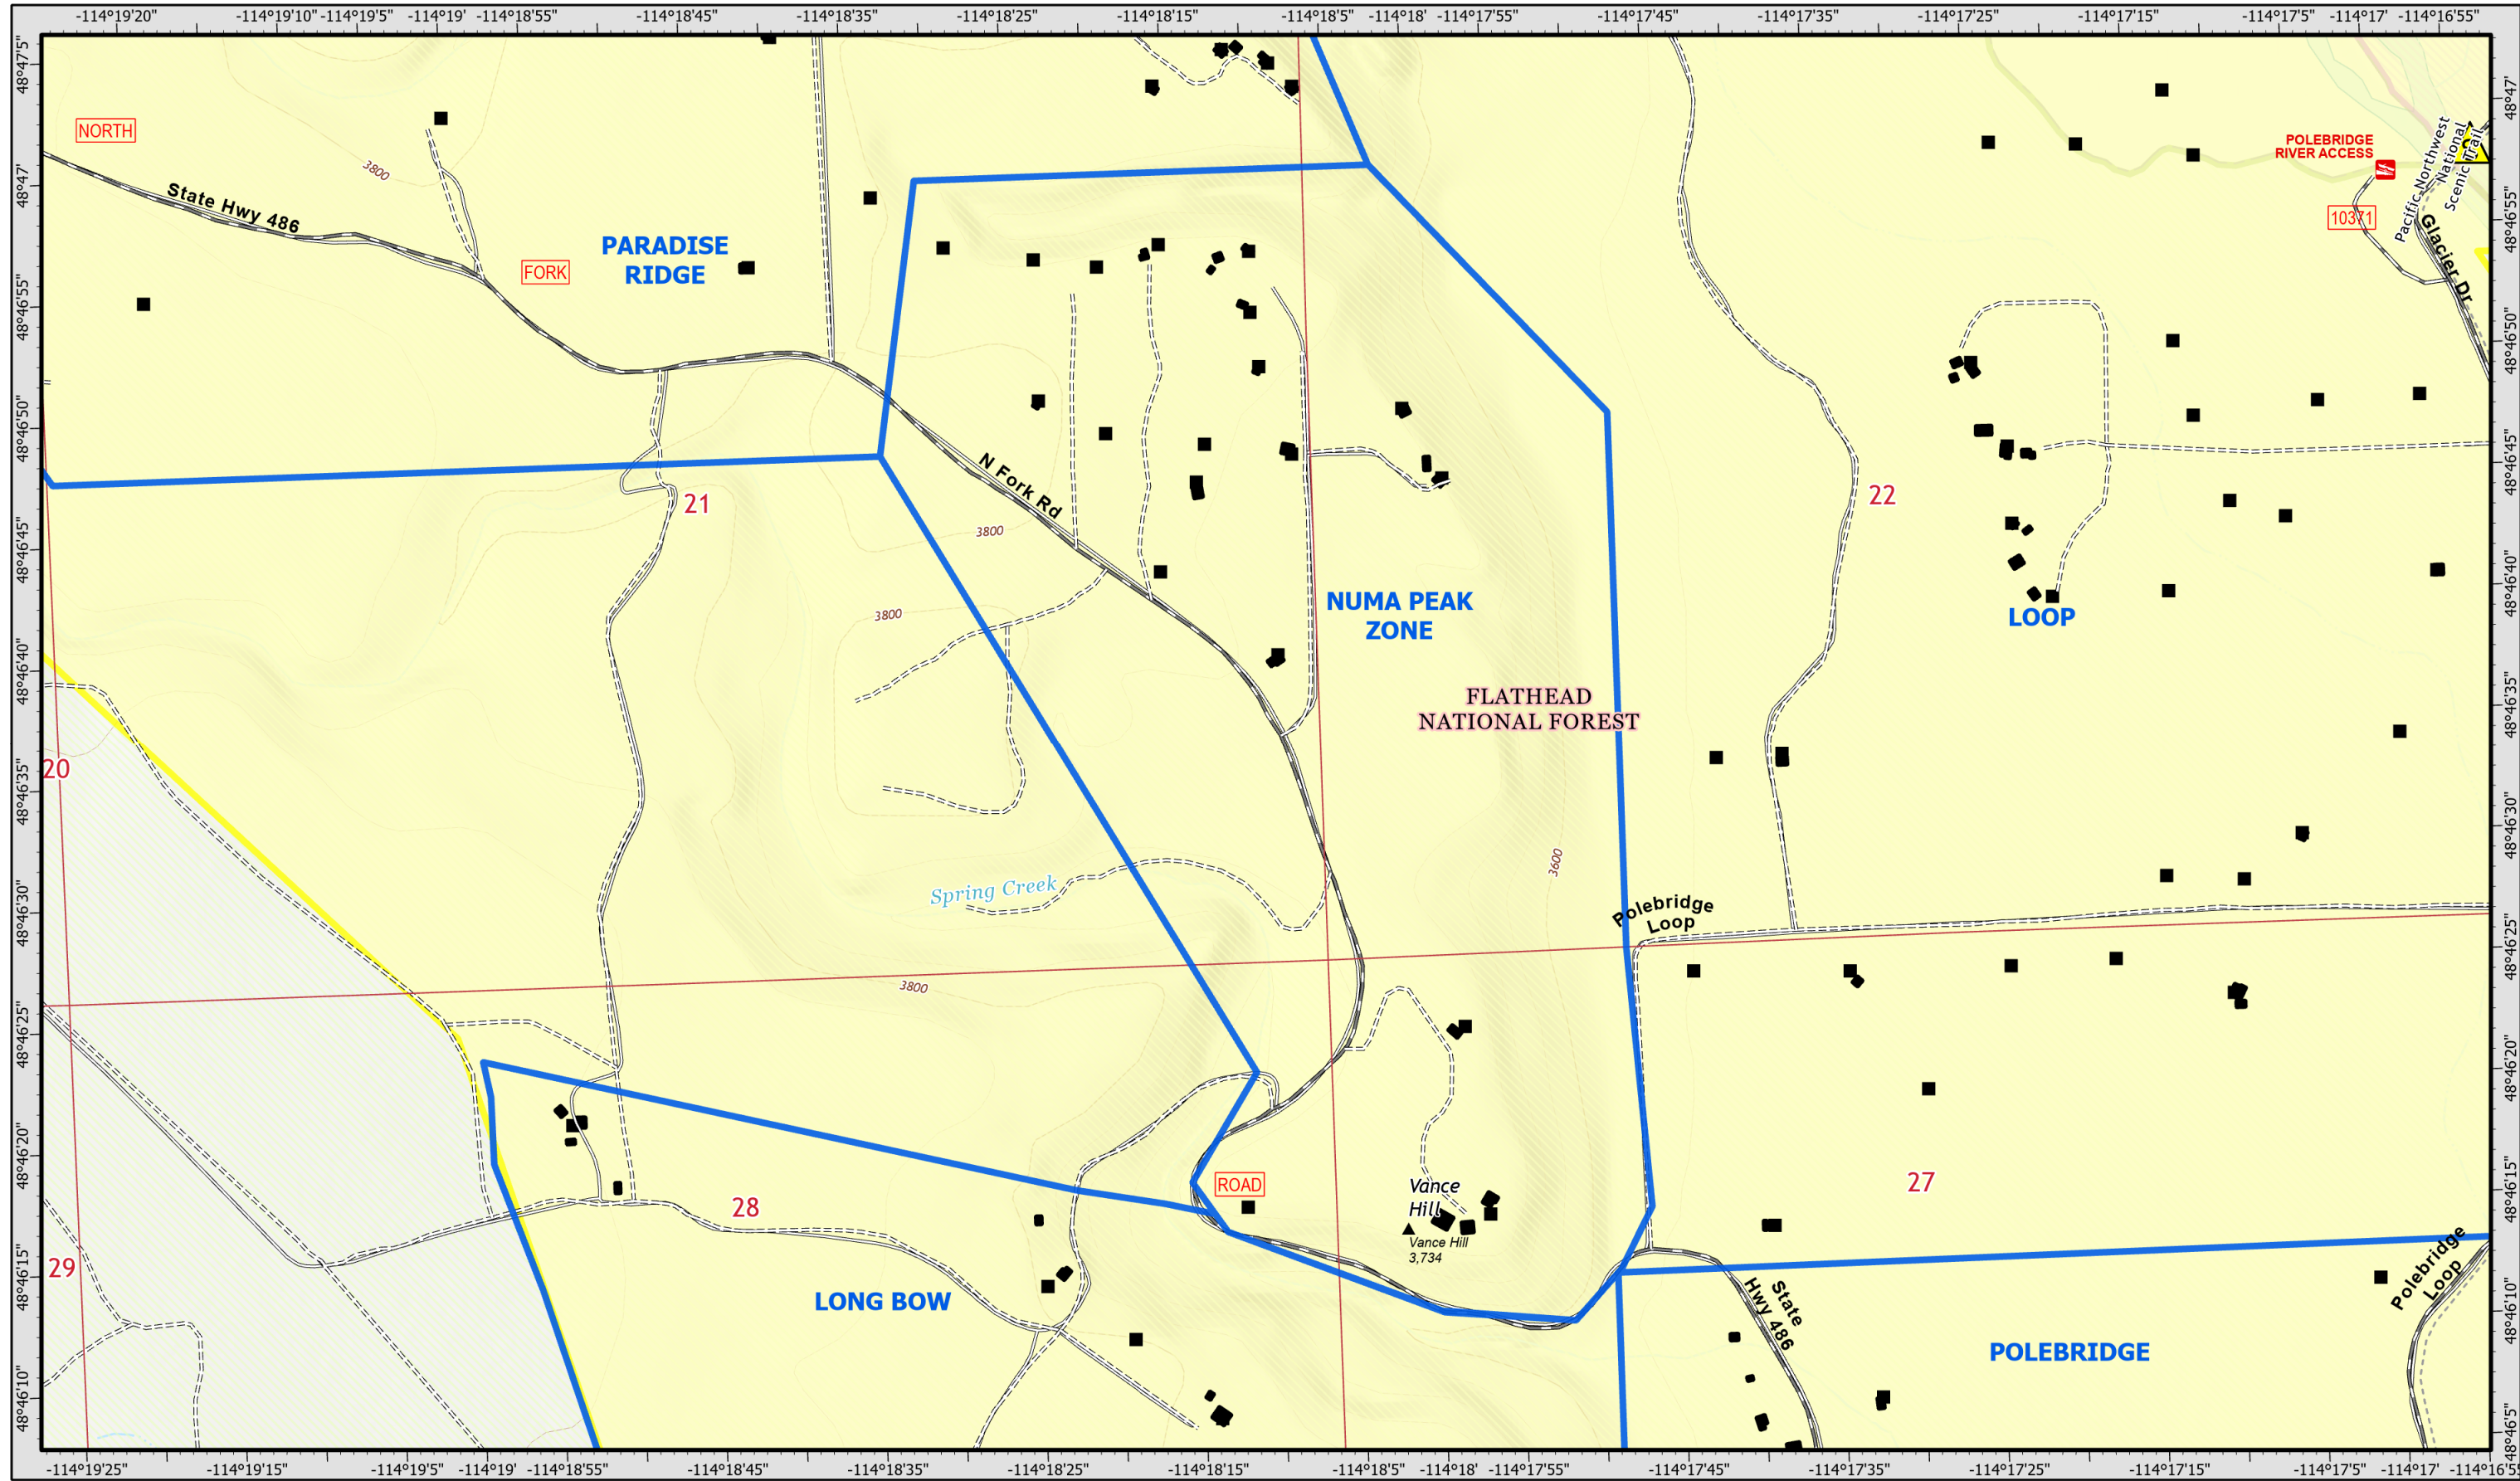 -114°19'20"
-114°19'10"
-114°19'5"
-114°19'
-114°18'55"
-114°18'45"
-114°18'35"
-114°18'25"
-114°18'15"
-114°18'5"
-114°18'
-114°17'55"
-114°17'45"
-114°17'35"
-114°17'25"
-114°17'15"
-114°17'5"
-114°17'
-114°16'55"
48°47'5"
48°47'
48°46'55"
48°46'50"
48°46'45"
48°46'40"
48°46'35"
48°46'30"
48°46'25"
48°46'20"
48°46'15"
48°46'10"
NORTH
State Hwy 486
3800
FORK
PARADISE
RIDGE
POLEBRIDGE
RIVER ACCESS
10371
Pacific Northwest
National
Scenic Trail
Glacier Dr
21
N Fork Rd
3800
22
3800
NUMA PEAK
ZONE
LOOP
FLATHEAD
NATIONAL FOREST
20
Spring Creek
3600
Polebridge
Loop
3800
ROAD
Vance
Hill
Vance Hill
3,734
27
28
29
LONG BOW
State
Hwy 486
POLEBRIDGE
Polebridge
Loop
48°47'
48°46'55"
48°46'50"
48°46'45"
48°46'40"
48°46'35"
48°46'30"
48°46'25"
48°46'20"
48°46'15"
48°46'10"
48°46'5"
-114°19'25"
-114°19'15"
-114°19'5"
-114°19'
-114°18'55"
-114°18'45"
-114°18'35"
-114°18'25"
-114°18'15"
-114°18'5"
-114°18'
-114°17'55"
-114°17'45"
-114°17'35"
-114°17'25"
-114°17'15"
-114°17'5"
-114°17'
-114°16'5